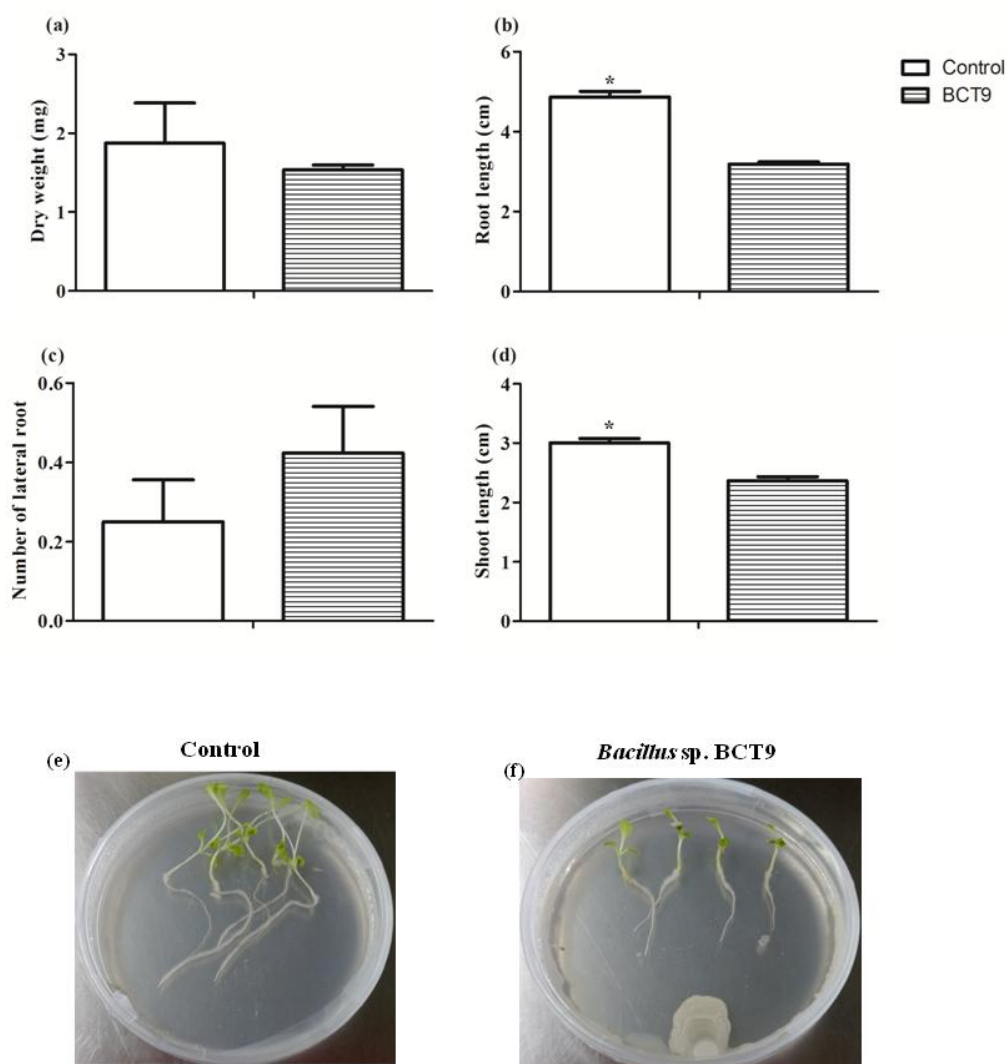 (a)
3
2
1
0
Dry weight (mg)
(b)
6
4
2
0
Root length (cm)
*
Control
BCT9
(c)
0.6
0.4
0.2
0.0
Number of lateral root
(d)
4
3
2
1
0
Shoot length (cm)
*
(e)
Control
(f)
Bacillus sp. BCT9